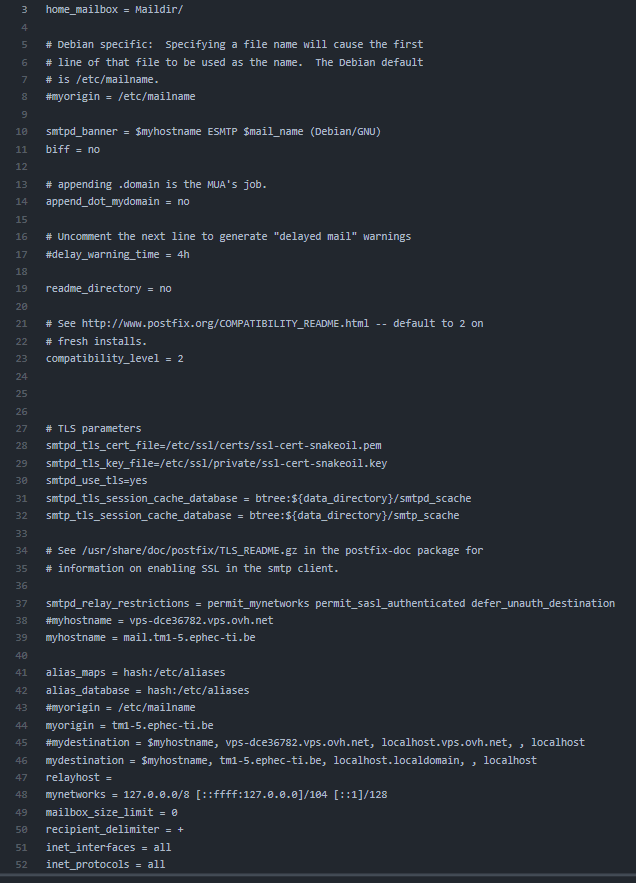 3 home_mailbox = Maildir/
4
5 # Debian specific:  Specifying a file name will cause the first
6 # line of that file to be used as the name.  The Debian default
7 # is /etc/mailname.
8 #myorigin = /etc/mailname
9
10 smtpd_banner = $myhostname ESMTP $mail_name (Debian/GNU)
11 biff = no
12
13 # appending .domain is the MUA's job.
14 append_dot_mydomain = no
15
16 # Uncomment the next line to generate "delayed mail" warnings
17 #delay_warning_time = 4h
18
19 readme_directory = no
20
21 # See http://www.postfix.org/COMPATIBILITY_README.html -- default to 2 on
22 # fresh installs.
23 compatibility_level = 2
24
25
26
27 # TLS parameters
28 smtpd_tls_cert_file=/etc/ssl/certs/ssl-cert-snakeoil.pem
29 smtpd_tls_key_file=/etc/ssl/private/ssl-cert-snakeoil.key
30 smtpd_use_tls=yes
31 smtpd_tls_session_cache_database = btree:${data_directory}/smtpd_scache
32 smtp_tls_session_cache_database = btree:${data_directory}/smtp_scache
33
34 # See /usr/share/doc/postfix/TLS_README.gz in the postfix-doc package for
35 # information on enabling SSL in the smtp client.
36
37 smtpd_relay_restrictions = permit_mynetworks permit_sasl_authenticated defer_unauth_destination
38 #myhostname = vps-dce36782.vps.ovh.net
39 myhostname = mail.tm1-5.ephec-ti.be
40
41 alias_maps = hash:/etc/aliases
42 alias_database = hash:/etc/aliases
43 #myorigin = /etc/mailname
44 myorigin = tm1-5.ephec-ti.be
45 #mydestination = $myhostname, vps-dce36782.vps.ovh.net, localhost.vps.ovh.net, , localhost
46 mydestination = $myhostname, tm1-5.ephec-ti.be, localhost.localdomain, , localhost
47 relayhost =
48 mynetworks = 127.0.0.0/8 [::ffff:127.0.0.0]/104 [::1]/128
49 mailbox_size_limit = 0
50 recipient_delimiter = +
51 inet_interfaces = all
52 inet_protocols = all